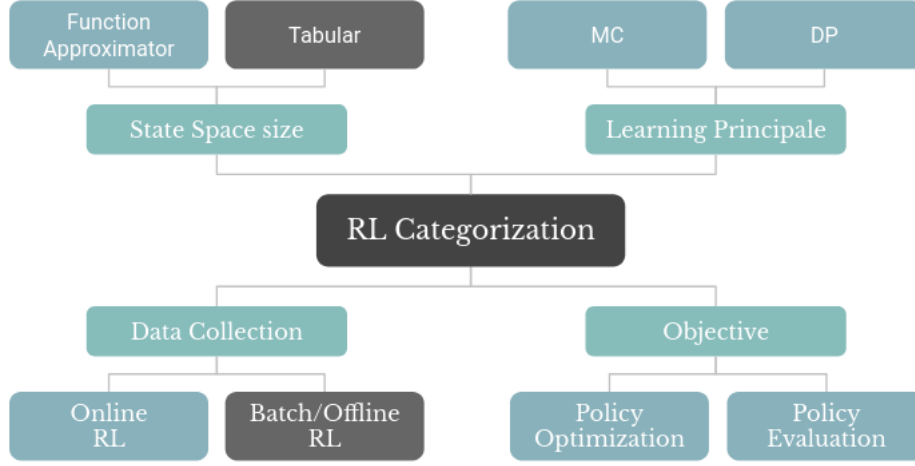 Function
Approximator
Tabular
MC
DP
State Space size
Learning Principale
RL Categorization
Data Collection
Objective
Online
RL
Batch/Offline
RL
Policy
Optimization
Policy
Evaluation